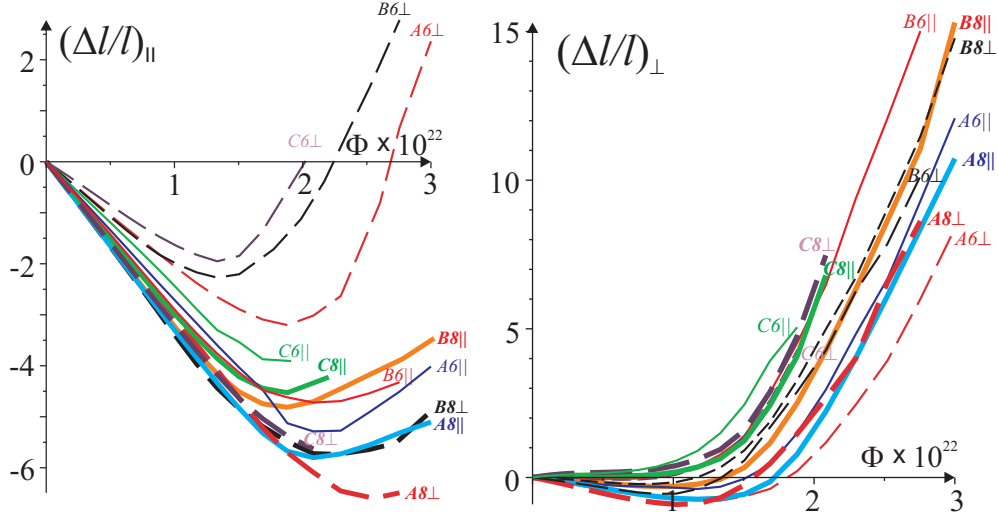 (Δl/l)||
B6⊥
A6⊥
C6⊥
Φ x 10²²
2
0
-2
-4
-6
1
2
3
C6||
C8||
B8||
B6||
A6||
B8⊥
A8||
C8⊥
A8⊥
(Δl/l)⊥
B6||
B8||
B8⊥
A6||
A8||
B6⊥
A8⊥
A6⊥
C8⊥
C8||
C6||
C6⊥
Φ x 10²²
15
10
5
0
1
2
3